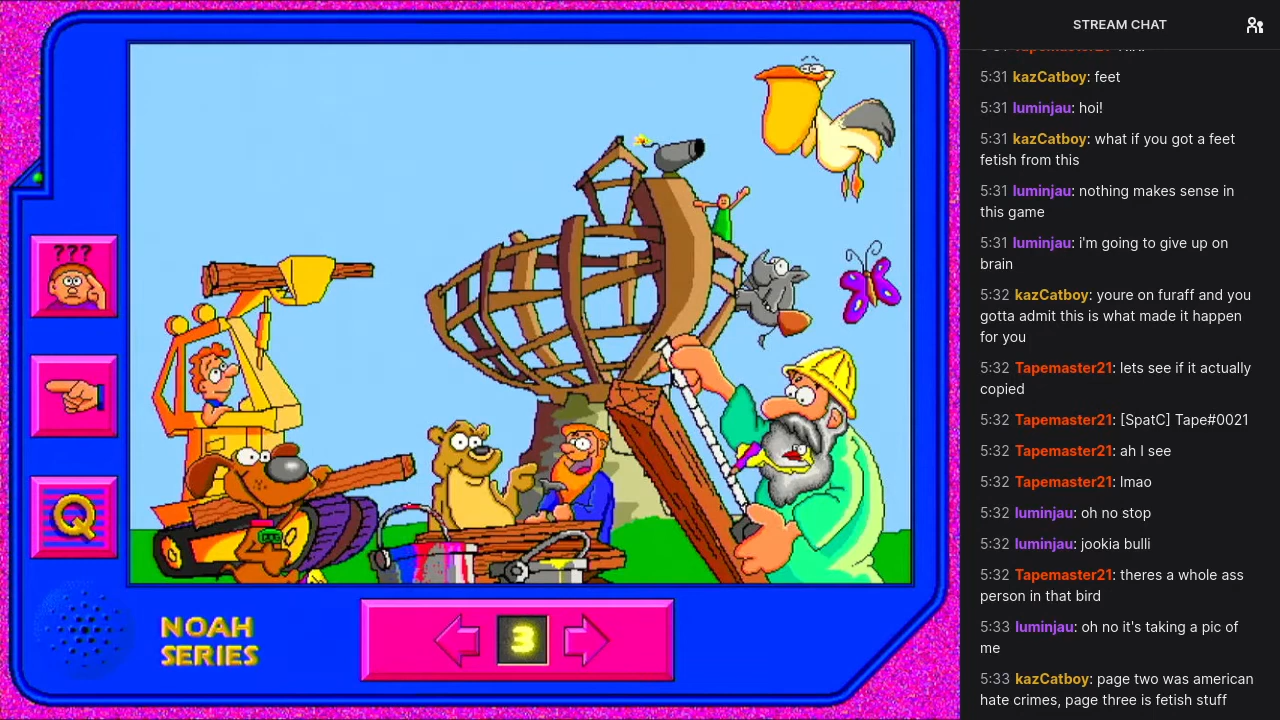 STREAM CHAT
5:31 kazCatboy: feet
5:31 luminjau: hoi!
5:31 kazCatboy: what if you got a feet
fetish from this
5:31 luminjau: nothing makes sense in
this game
5:31 luminjau: i'm going to give up on
brain
5:32 kazCatboy: youre on furaff and you
gotta admit this is what made it happen
for you
5:32 Tapemaster21: lets see if it actually
copied
5:32 Tapemaster21: [SpatC] Tape#0021
5:32 Tapemaster21: ah I see
5:32 Tapemaster21: lmao
5:32 luminjau: oh no stop
5:32 luminjau: jookia bulli
5:32 Tapemaster21: theres a whole ass
person in that bird
5:33 luminjau: oh no it's taking a pic of
me
5:33 kazCatboy: page two was american
hate crimes, page three is fetish stuff
???
Q
NOAH
SERIES
3